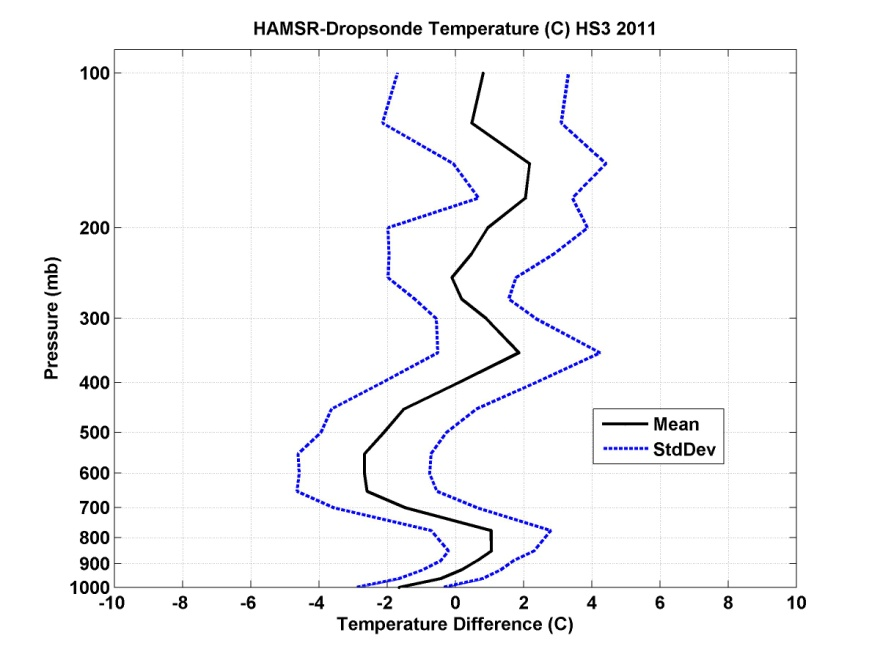 HAMSR-Dropsonde Temperature (C) HS3 2011
Pressure (mb)
100
200
300
400
500
600
700
800
900
1000
Mean
StdDev
-10 -8 -6 -4 -2 0 2 4 6 8 10
Temperature Difference (C)